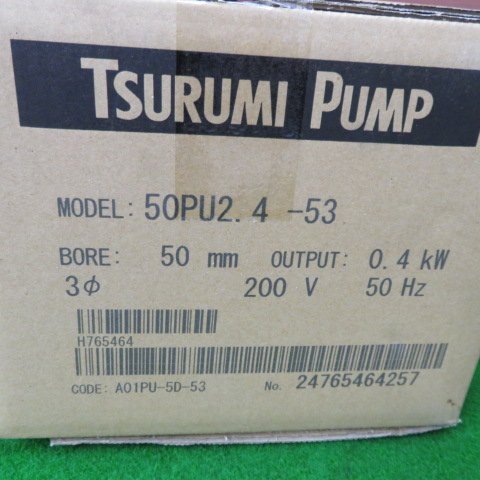 TSURUMI PUMP
MODEL: 50PU2.4 -53
BORE: 50 mm OUTPUT: 0.4 kW
3Φ 200 V 50 Hz
H765464
CODE: A01PU-5D-53 No. 24765464257